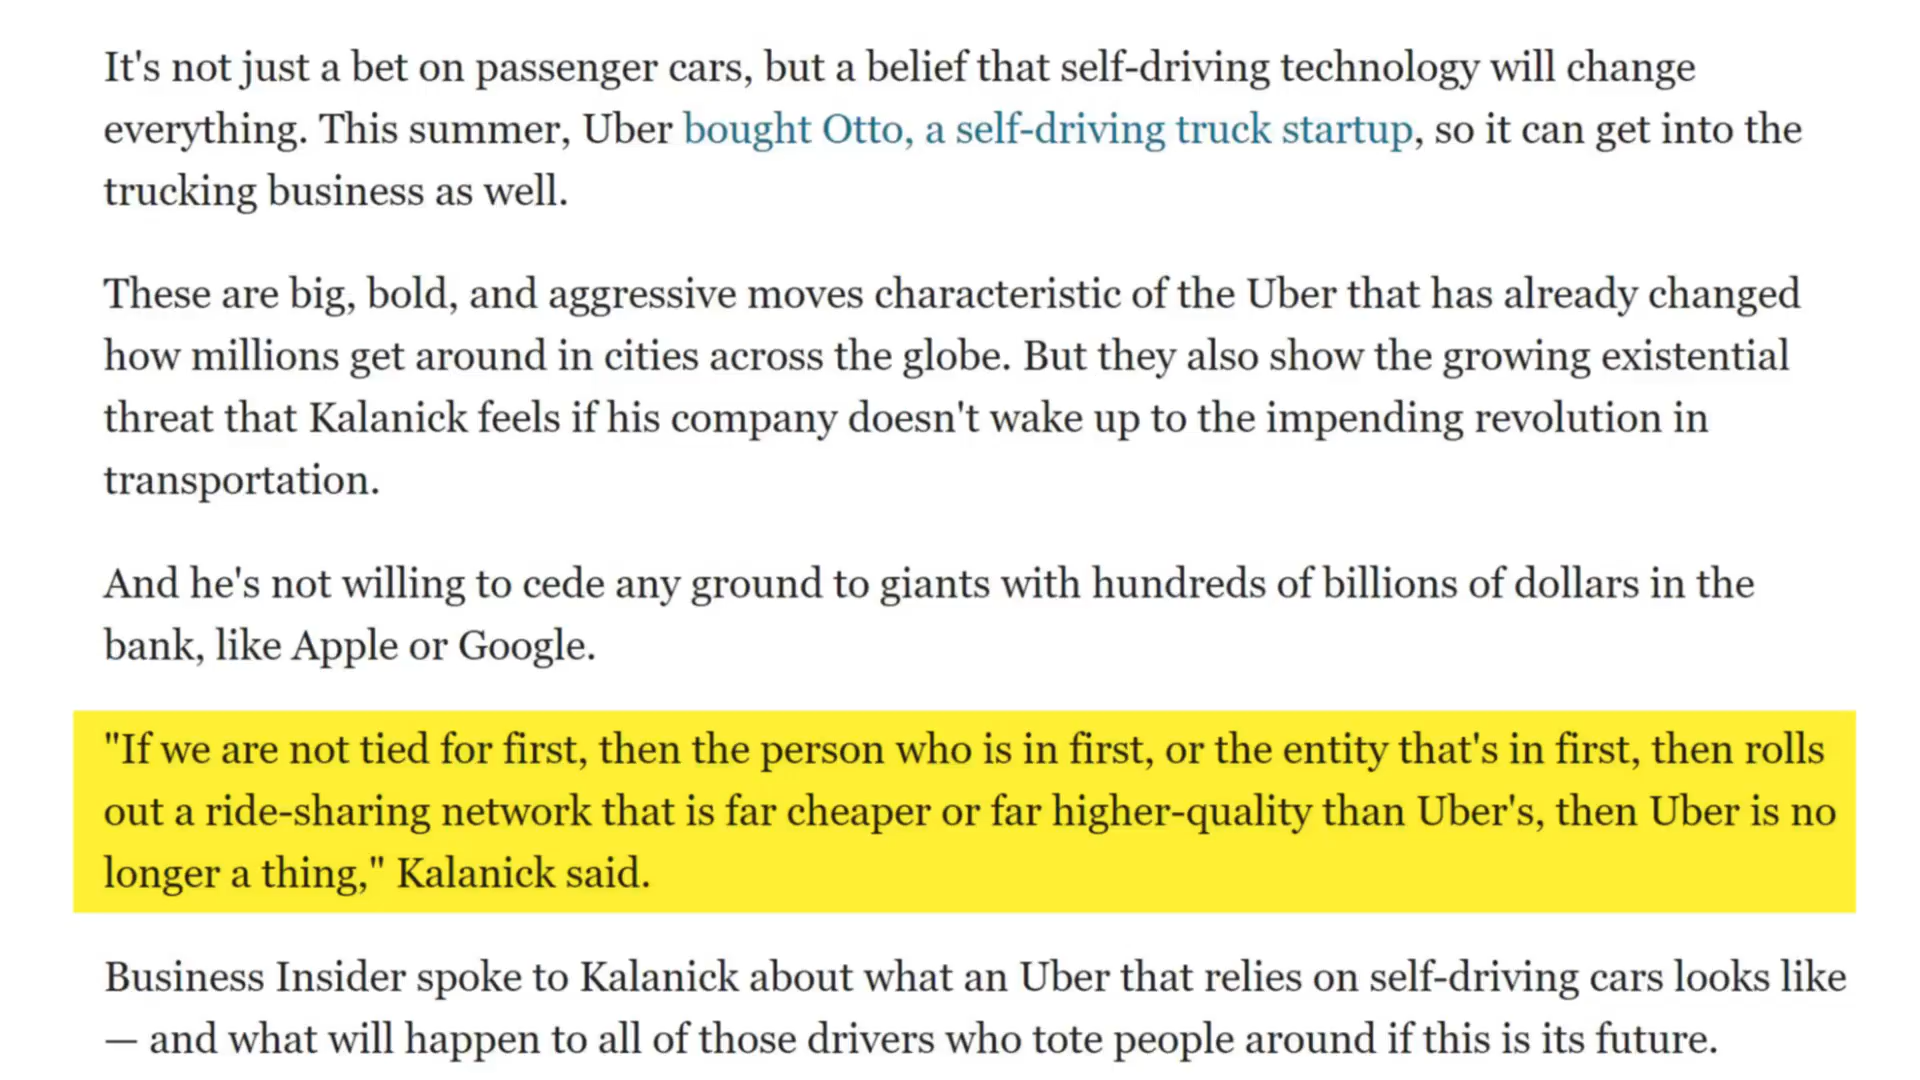 It's not just a bet on passenger cars, but a belief that self-driving technology will change
everything. This summer, Uber bought Otto, a self-driving truck startup, so it can get into the
trucking business as well.
These are big, bold, and aggressive moves characteristic of the Uber that has already changed
how millions get around in cities across the globe. But they also show the growing existential
threat that Kalanick feels if his company doesn't wake up to the impending revolution in
transportation.
And he's not willing to cede any ground to giants with hundreds of billions of dollars in the
bank, like Apple or Google.
"If we are not tied for first, then the person who is in first, or the entity that's in first, then rolls
out a ride-sharing network that is far cheaper or far higher-quality than Uber's, then Uber is no
longer a thing," Kalanick said.
Business Insider spoke to Kalanick about what an Uber that relies on self-driving cars looks like
— and what will happen to all of those drivers who tote people around if this is its future.